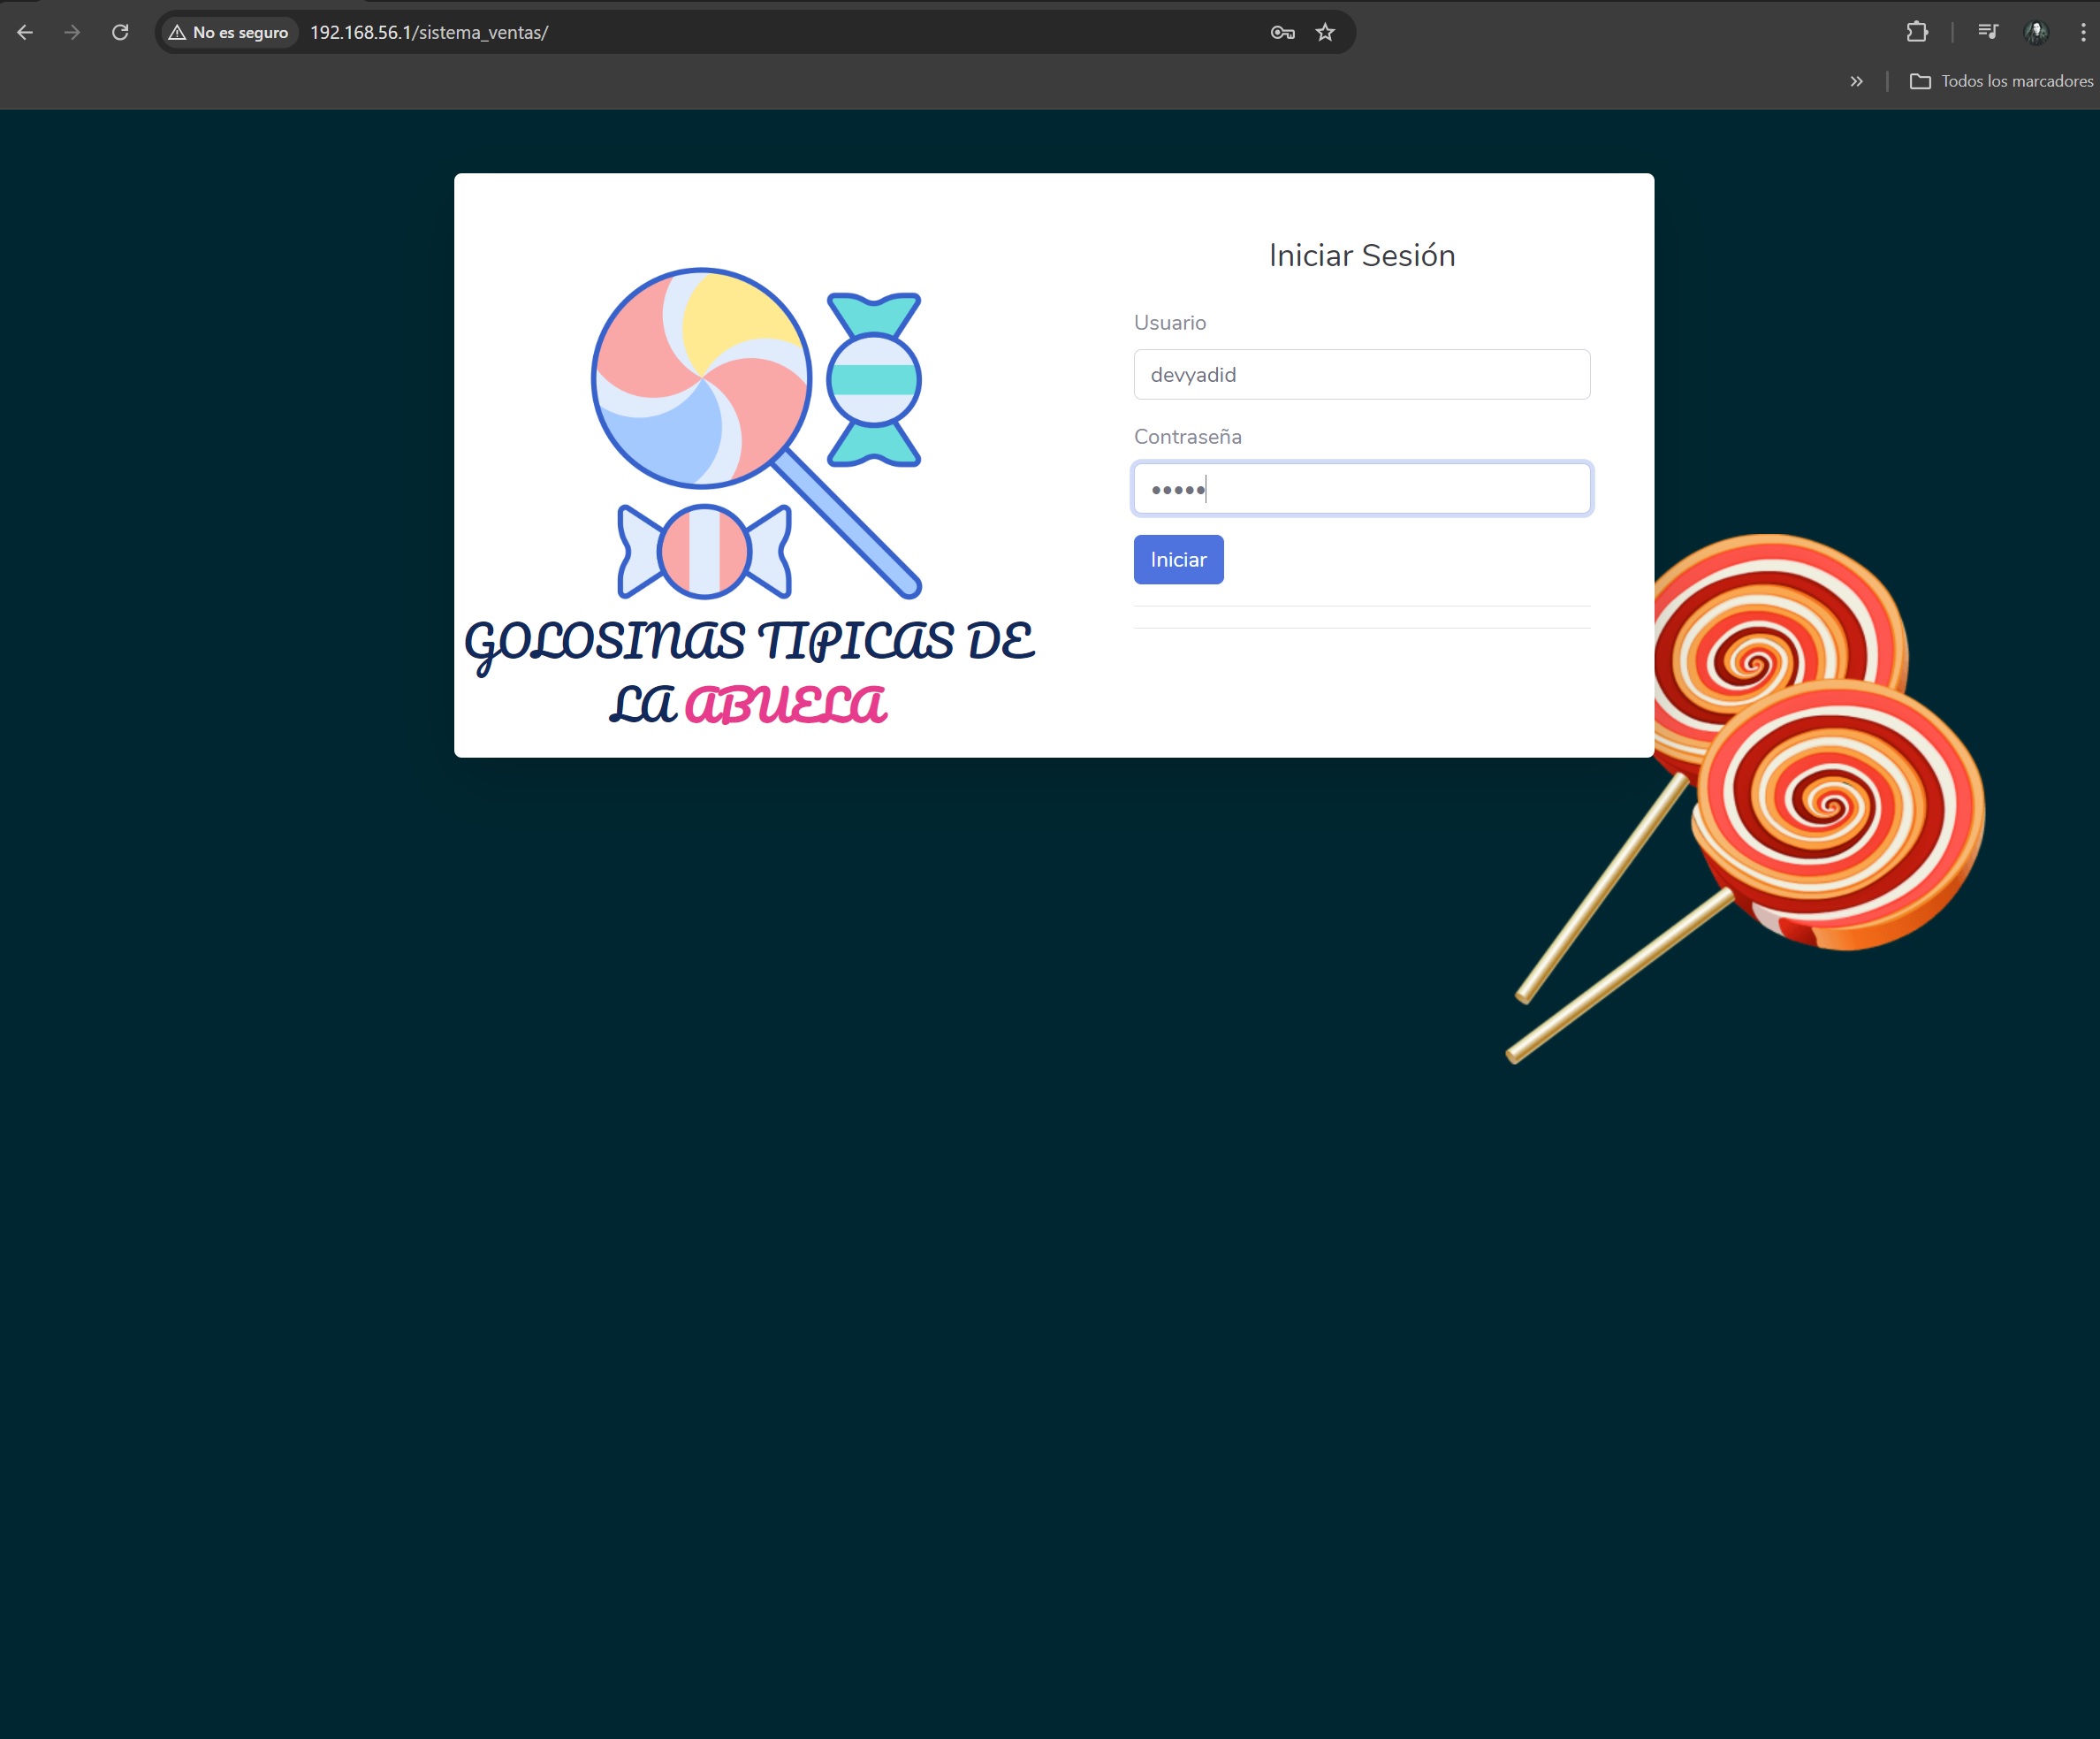 No es seguro 192.168.56.1/sistema_ventas/
Todos los marcadores
GOLOSINAS TIPICAS DE
LA ABUELA
Iniciar Sesión
Usuario
devyadid
Contraseña
•••••
Iniciar